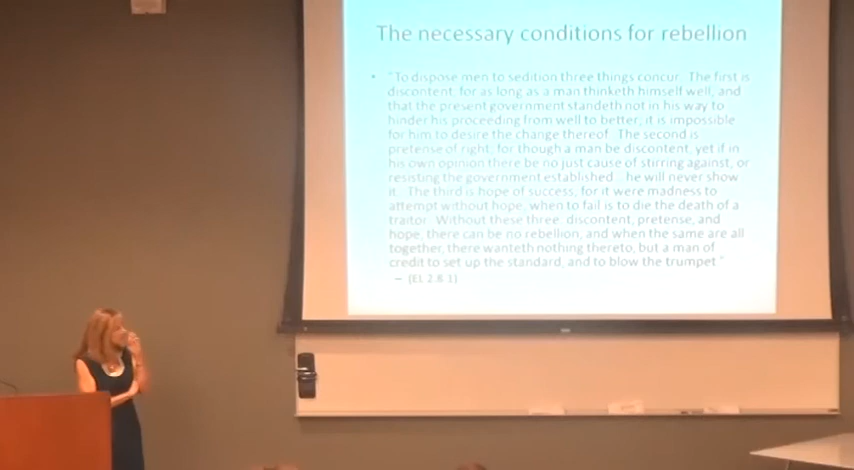 The necessary conditions for rebellion
• "To dispose men to sedition three things concur. The first is
discontent; for as long as a man thinketh himself well, and
that the present government standeth not in his way to
hinder his proceeding from well to better; it is impossible
for him to desire the change thereof. The second is
pretense of right; for though a man be discontent, yet if in
his own opinion there be no just cause of stirring against, or
resisting the government established... he will never show
it. The third is hope of success; for it were madness to
attempt without hope, when to fail is to die the death of a
traitor. Without these three: discontent, pretense, and
hope, there can be no rebellion; and when the same are all
together, there wanteth nothing thereto, but a man of
credit to set up the standard, and to blow the trumpet."
– (EL 2.8.1)